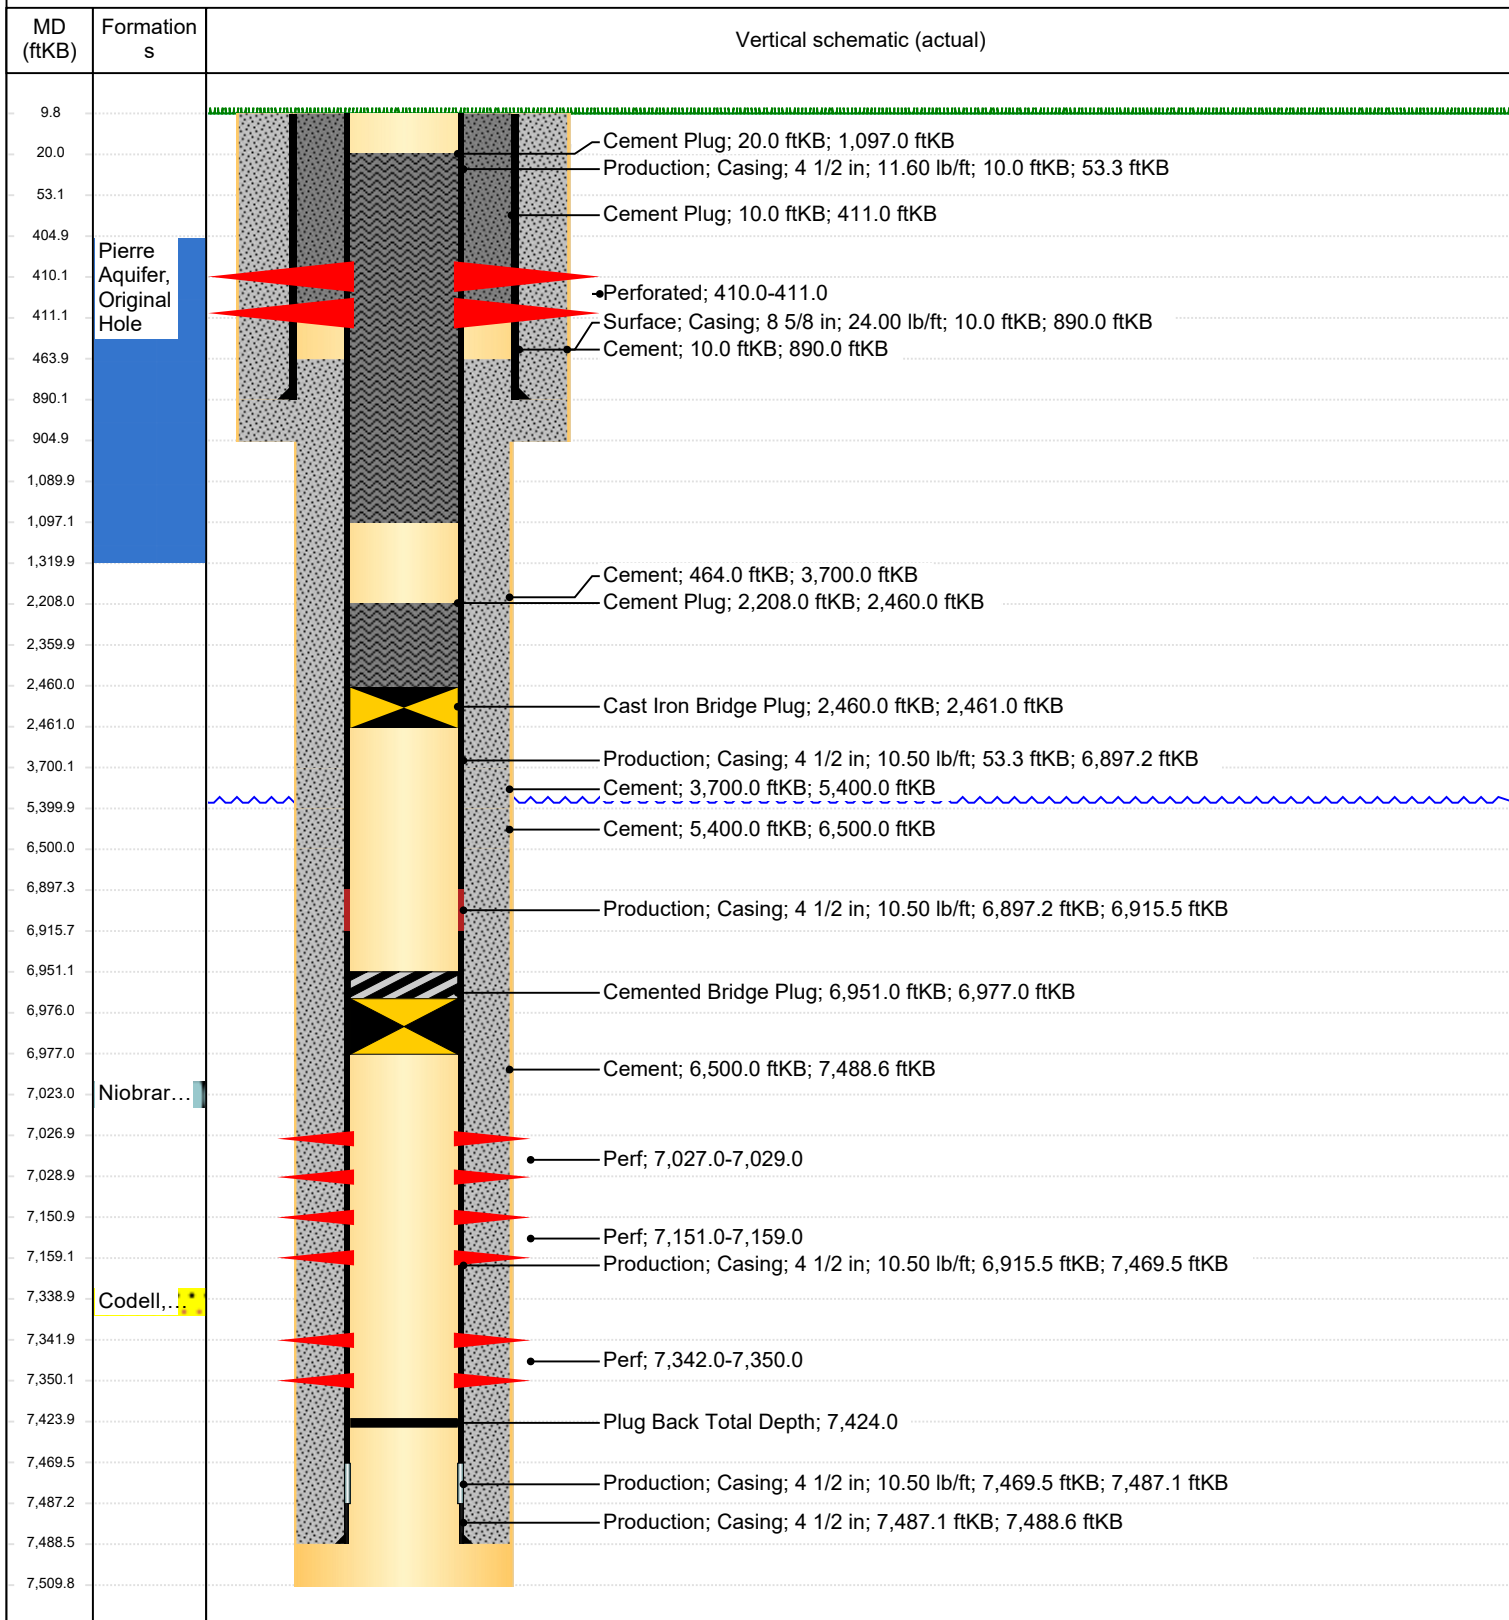 MD
(ftKB)
Formation
s
Vertical schematic (actual)
9.8
20.0
53.1
404.9
410.1
411.1
463.9
890.1
904.9
1,089.9
1,097.1
1,319.9
2,208.0
2,359.9
2,460.0
2,461.0
3,700.1
5,399.9
6,500.0
6,897.3
6,915.7
6,951.1
6,976.0
6,977.0
7,023.0
7,026.9
7,028.9
7,150.9
7,159.1
7,338.9
7,341.9
7,350.1
7,423.9
7,469.5
7,487.2
7,488.5
7,509.8
Pierre
Aquifer,
Original
Hole
Niobrar…
Codell,…
Cement Plug; 20.0 ftKB; 1,097.0 ftKB
Production; Casing; 4 1/2 in; 11.60 lb/ft; 10.0 ftKB; 53.3 ftKB
Cement Plug; 10.0 ftKB; 411.0 ftKB
Perforated; 410.0-411.0
Surface; Casing; 8 5/8 in; 24.00 lb/ft; 10.0 ftKB; 890.0 ftKB
Cement; 10.0 ftKB; 890.0 ftKB
Cement; 464.0 ftKB; 3,700.0 ftKB
Cement Plug; 2,208.0 ftKB; 2,460.0 ftKB
Cast Iron Bridge Plug; 2,460.0 ftKB; 2,461.0 ftKB
Production; Casing; 4 1/2 in; 10.50 lb/ft; 53.3 ftKB; 6,897.2 ftKB
Cement; 3,700.0 ftKB; 5,400.0 ftKB
Cement; 5,400.0 ftKB; 6,500.0 ftKB
Production; Casing; 4 1/2 in; 10.50 lb/ft; 6,897.2 ftKB; 6,915.5 ftKB
Cemented Bridge Plug; 6,951.0 ftKB; 6,977.0 ftKB
Cement; 6,500.0 ftKB; 7,488.6 ftKB
Perf; 7,027.0-7,029.0
Perf; 7,151.0-7,159.0
Production; Casing; 4 1/2 in; 10.50 lb/ft; 6,915.5 ftKB; 7,469.5 ftKB
Perf; 7,342.0-7,350.0
Plug Back Total Depth; 7,424.0
Production; Casing; 4 1/2 in; 10.50 lb/ft; 7,469.5 ftKB; 7,487.1 ftKB
Production; Casing; 4 1/2 in; 7,487.1 ftKB; 7,488.6 ftKB